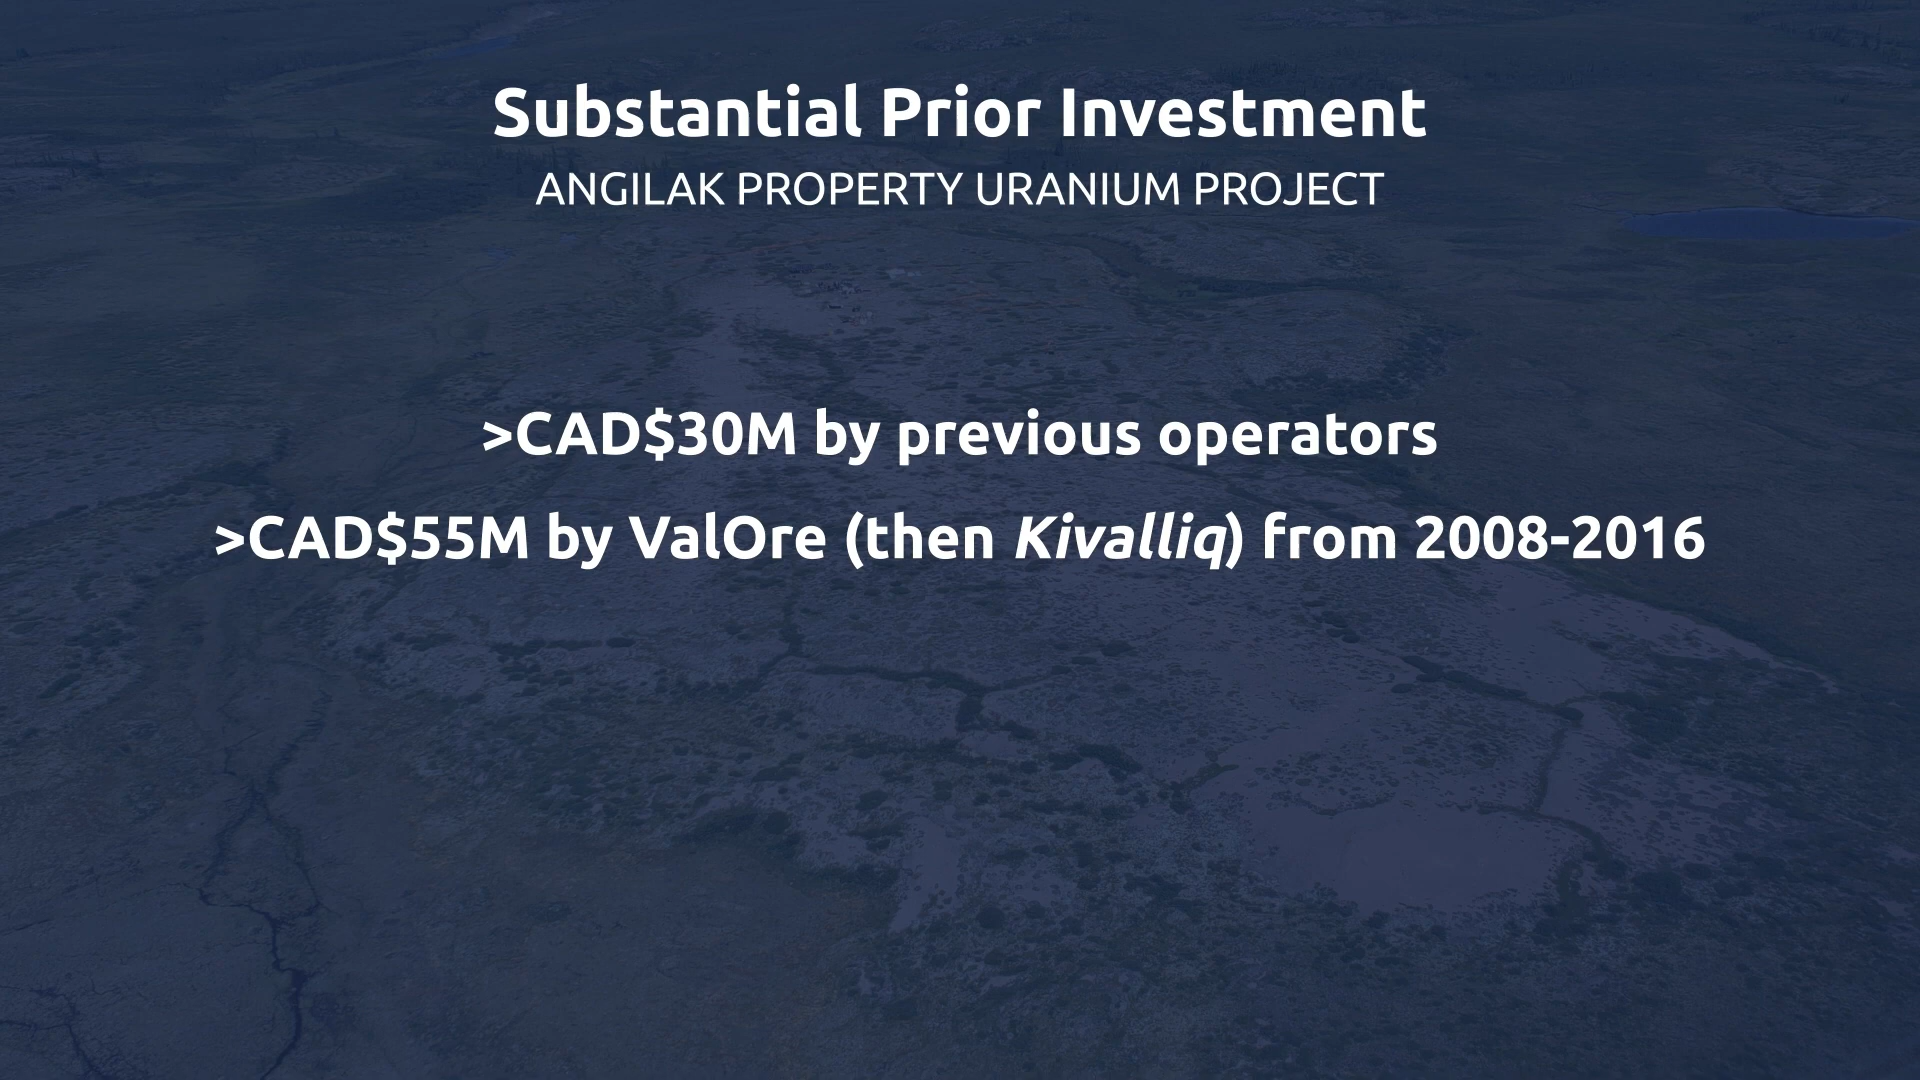 Substantial Prior Investment
ANGILAK PROPERTY URANIUM PROJECT
>CAD$30M by previous operators
>CAD$55M by ValOre (then Kivalliq) from 2008-2016